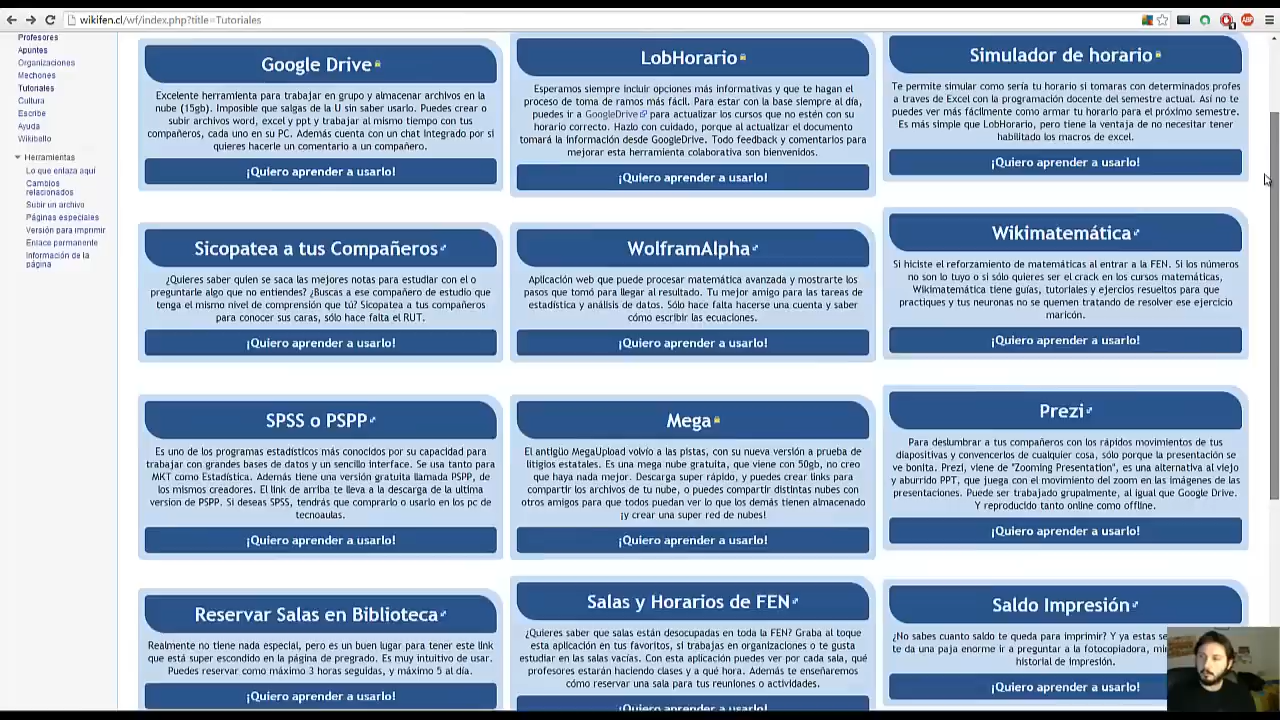 wikifen.cl/wf/index.php?title=Tutoriales
Profesores
Apuntes
Organizaciones
Mechones
Tutoriales
Cultura
Escribe
Ayuda
Wikibello
Herramientas
Lo que enlaza aquí
Cambios
relacionados
Subir un archivo
Páginas especiales
Versión para imprimir
Enlace permanente
Información de la
página
Google Drive
Excelente herramienta para trabajar en grupo y almacenar archivos en la
nube (15gb). Imposible que salgas de la U sin saber usarlo. Puedes crear o
subir archivos word, excel y ppt y trabajar al mismo tiempo con tus
compañeros, cada uno en su PC. Además cuenta con un chat integrado por si
quieres hacerle un comentario a un compañero.
¡Quiero aprender a usarlo!
LobHorario
Esperamos siempre incluir opciones más informativas y que te hagan el
proceso de toma de ramos más fácil. Para estar con la base siempre al día,
puedes ir a GoogleDrive para actualizar los cursos que no estén con su
horario correcto. Hazlo con cuidado, porque al actualizar el documento
tomará la información desde GoogleDrive. Todo feedback y comentarios para
mejorar esta herramienta colaborativa son bienvenidos.
¡Quiero aprender a usarlo!
Simulador de horario
Te permite simular como sería tu horario si tomaras con determinados profes
a traves de Excel con la programación docente del semestre actual. Así no te
puedes ver más fácilmente como armar tu horario para el próximo semestre.
Es más simple que LobHorario, pero tiene la ventaja de no necesitar tener
habilitado los macros de excel.
¡Quiero aprender a usarlo!
Sicopatea a tus Compañeros
¿Quieres saber quien se saca las mejores notas para estudiar con el o
preguntarle algo que no entiendes? ¿Buscas a ese compañero de estudio que
tenga el mismo nivel de comprensión que tú? Sicopatea a tus compañeros
para conocer sus caras, sólo hace falta el RUT.
¡Quiero aprender a usarlo!
WolframAlpha
Aplicación web que puede procesar matemática avanzada y mostrarte los
pasos que tomó para llegar al resultado. Tu mejor amigo para las tareas de
estadística y análisis de datos. Sólo hace falta hacerse una cuenta y saber
cómo escribir las ecuaciones.
¡Quiero aprender a usarlo!
Wikimatemática
Si hiciste el reforzamiento de matemáticas al entrar a la FEN. Si los números
no son lo tuyo o si sólo quieres ser el crack en los cursos matemáticas,
Wikimatemática tiene guías, tutoriales y ejercios resueltos para que
practiques y tus neuronas no se quemen tratando de resolver ese ejercicio
maricón.
¡Quiero aprender a usarlo!
SPSS o PSPP
Es uno de los programas estadísticos más conocidos por su capacidad para
trabajar con grandes bases de datos y un sencillo interface. Se usa tanto para
MKT como Estadística. Además tiene una versión gratuita llamada PSPP, de
los mismos creadores. El link de arriba te lleva a la descarga de la ultima
version de PSPP. Si deseas SPSS, tendrás que comprarlo o usarlo en los pc de
tecnoaulas.
¡Quiero aprender a usarlo!
Mega
El antigüo MegaUpload volvío a las pistas, con su nueva versión a prueba de
litigios estatales. Es una mega nube gratuita, que viene con 50gb, no creo
que haya nada mejor. Descarga super rápido, y puedes crear links para
compartir los archivos de tu nube, o puedes compartir distintas nubes con
otros amigos para que todos puedan ver lo que los demás tienen almacenado
¡y crear una super red de nubes!
¡Quiero aprender a usarlo!
Prezi
Para deslumbrar a tus compañeros con los rápidos movimientos de tus
diapositivas y convencerlos de cualquier cosa, sólo porque la presentación se
ve bonita. Prezi, viene de "Zooming Presentation", es una alternativa al viejo
y aburrido PPT, que juega con el movimiento del zoom en las imágenes de las
presentaciones. Puede ser trabajado grupalmente, al igual que Google Drive.
Y reproducido tanto online como offline.
¡Quiero aprender a usarlo!
Reservar Salas en Biblioteca
Realmente no tiene nada especial, pero es un buen lugar para tener este link
que está super escondido en la página de pregrado. Es muy intuitivo de usar.
Puedes reservar como máximo 3 horas seguidas, y máximo 5 al día.
¡Quiero aprender a usarlo!
Salas y Horarios de FEN
¿Quieres saber que salas están desocupadas en toda la FEN? Graba al toque
esta aplicación en tus favoritos, si trabajas en organizaciones o te gusta
estudiar en las salas vacías. Con esta aplicación puedes ver por cada sala, qué
profesores estarán haciendo clases y a qué hora. Además te enseñaremos
cómo reservar una sala para tus reuniones o actividades.
¡Quiero aprender a usarlo!
Saldo Impresión
¿No sabes cuanto saldo te queda para imprimir? Y ya estas se
te da una paja enorme ir a preguntar a la fotocopiadora, mi
historial de impresión.
¡Quiero aprender a usarlo!